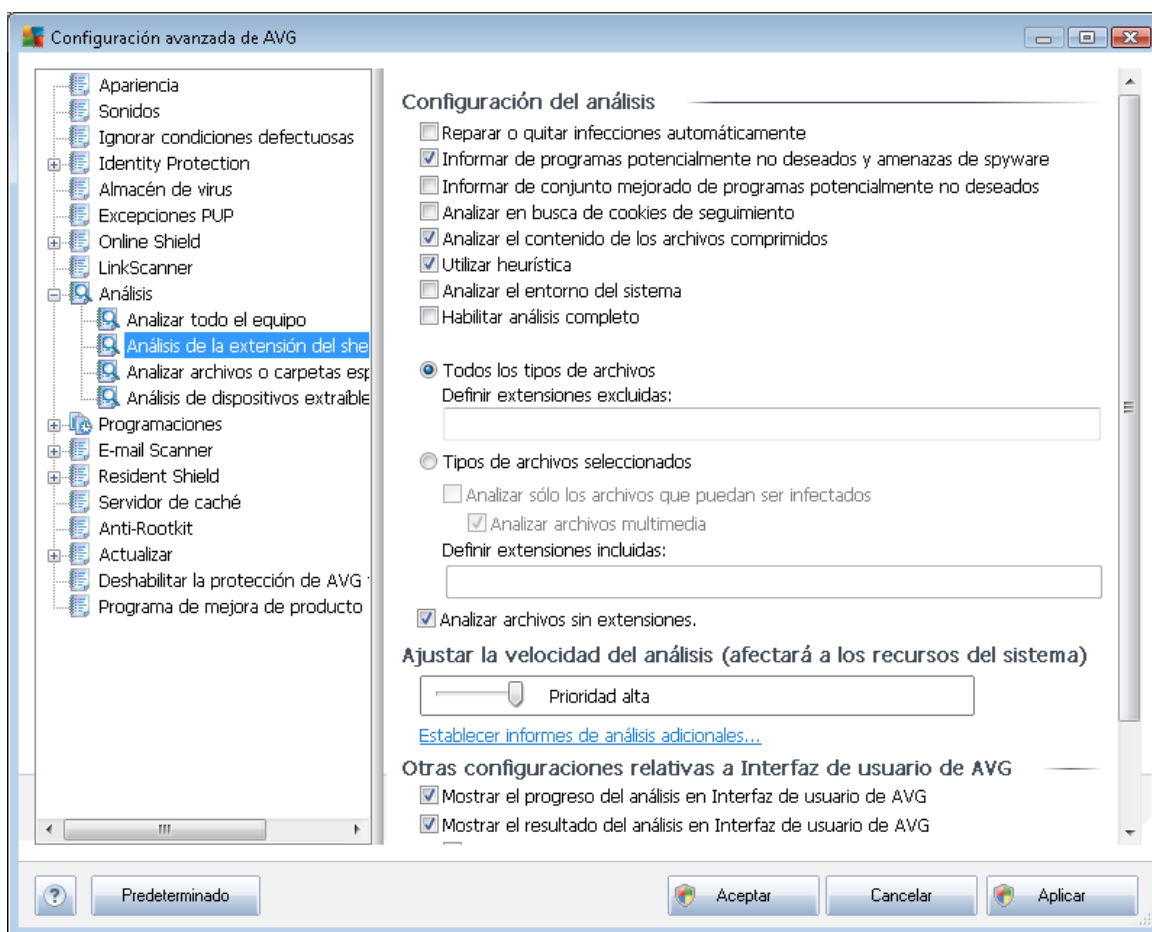 Configuración avanzada de AVG
Apariencia
Sonidos
Ignorar condiciones defectuosas
Identity Protection
Almacén de virus
Excepciones PUP
Online Shield
LinkScanner
Análisis
Analizar todo el equipo
Análisis de la extensión del she
Analizar archivos o carpetas esp
Análisis de dispositivos extraíble
Programaciones
E-mail Scanner
Resident Shield
Servidor de caché
Anti-Rootkit
Actualizar
Deshabilitar la protección de AVG
Programa de mejora de producto
Configuración del análisis
Reparar o quitar infecciones automáticamente
Informar de programas potencialmente no deseados y amenazas de spyware
Informar de conjunto mejorado de programas potencialmente no deseados
Analizar en busca de cookies de seguimiento
Analizar el contenido de los archivos comprimidos
Utilizar heurística
Analizar el entorno del sistema
Habilitar análisis completo
Todos los tipos de archivos
Definir extensiones excluidas:
Tipos de archivos seleccionados
Analizar sólo los archivos que puedan ser infectados
Analizar archivos multimedia
Definir extensiones incluidas:
Analizar archivos sin extensiones.
Ajustar la velocidad del análisis (afectará a los recursos del sistema)
Prioridad alta
Establecer informes de análisis adicionales...
Otras configuraciones relativas a Interfaz de usuario de AVG
Mostrar el progreso del análisis en Interfaz de usuario de AVG
Mostrar el resultado del análisis en Interfaz de usuario de AVG
? Predeterminado Aceptar Cancelar Aplicar